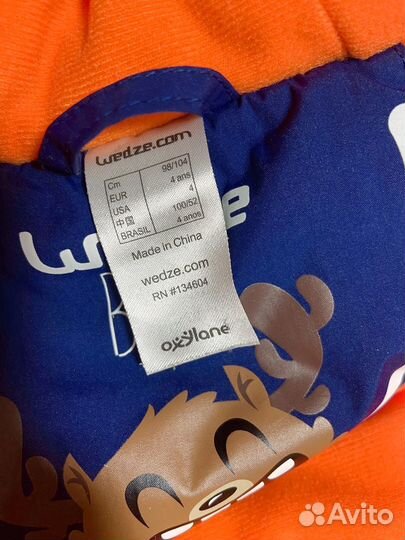 wedze.com
Cm 98/104
EUR 4 ans
USA 4
中国 100/52
BRASIL 4 anos
Made in China
wedze.com
RN #134604
oxylane
wedze
Avito